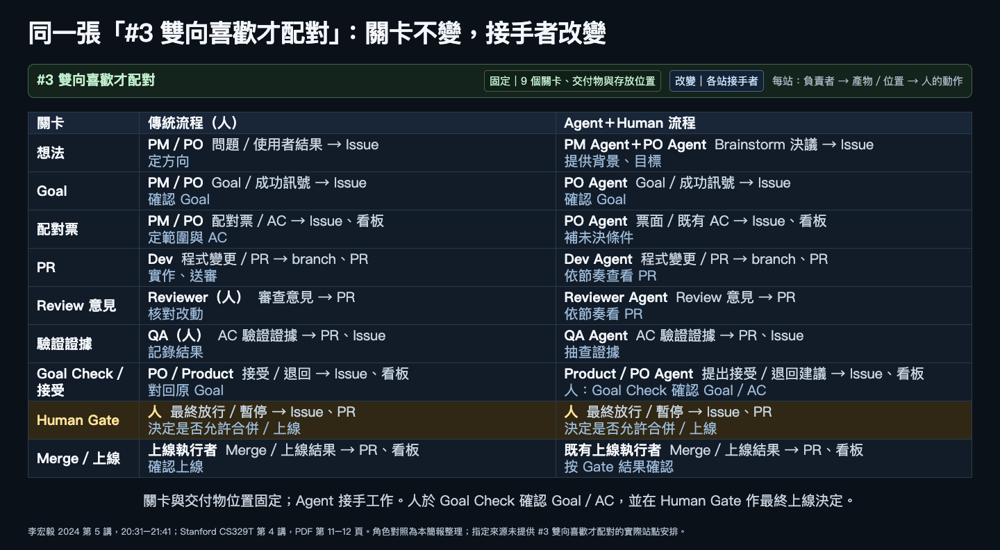 同一張「#3 雙向喜歡才配對」：關卡不變，接手者改變
#3 雙向喜歡才配對
固定｜9 個關卡、交付物與存放位置
改變｜各站接手者
每站：負責者 → 產物 / 位置 → 人的動作
關卡
傳統流程（人）
Agent＋Human 流程
想法
PM / PO 問題 / 使用者結果 → Issue
定方向
PM Agent＋PO Agent Brainstorm 決議 → Issue
提供背景、目標
Goal
PM / PO Goal / 成功訊號 → Issue
確認 Goal
PO Agent Goal / 成功訊號 → Issue
確認 Goal
配對票
PM / PO 配對票 / AC → Issue、看板
定範圍與 AC
PO Agent 票面 / 既有 AC → Issue、看板
補未決條件
PR
Dev 程式變更 / PR → branch、PR
實作、送審
Dev Agent 程式變更 / PR → branch、PR
依節奏查看 PR
Review 意見
Reviewer（人） 審查意見 → PR
核對改動
Reviewer Agent Review 意見 → PR
依節奏看 PR
驗證證據
QA（人） AC 驗證證據 → PR、Issue
記錄結果
QA Agent AC 驗證證據 → PR、Issue
抽查證據
Goal Check /
接受
PO / Product 接受 / 退回 → Issue、看板
對回原 Goal
Product / PO Agent 提出接受 / 退回建議 → Issue、看板
人：Goal Check 確認 Goal / AC
Human Gate
人 最終放行 / 暫停 → Issue、PR
決定是否允許合併 / 上線
人 最終放行 / 暫停 → Issue、PR
決定是否允許合併 / 上線
Merge / 上線
上線執行者 Merge / 上線結果 → PR、看板
確認上線
既有上線執行者 Merge / 上線結果 → PR、看板
按 Gate 結果確認
關卡與交付物位置固定；Agent 接手工作。人於 Goal Check 確認 Goal / AC，並在 Human Gate 作最終上線決定。
李宏毅 2024 第 5 講，20:31–21:41；Stanford CS329T 第 4 講，PDF 第 11–12 頁。角色對照為本簡報整理；指定來源未提供 #3 雙向喜歡才配對的實際站點安排。